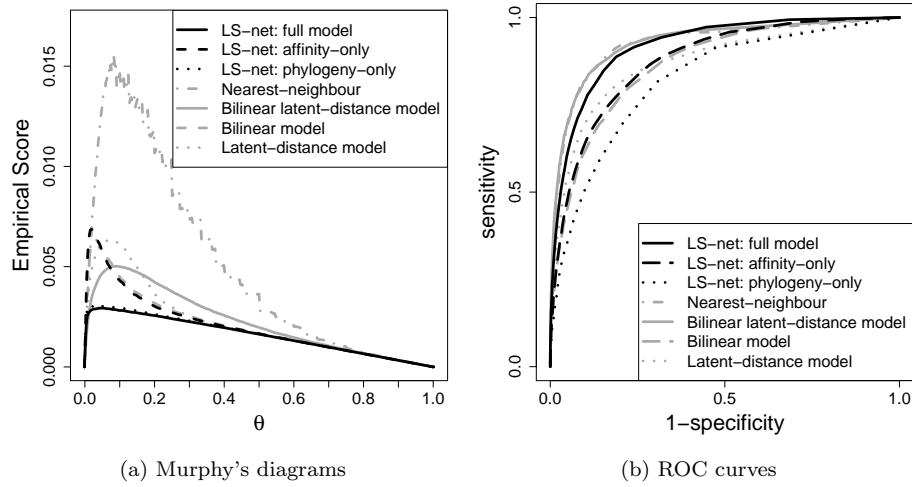 0.000 0.005 0.010 0.015
Empirical Score
LS−net: full model
LS−net: affinity−only
LS−net: phylogeny−only
Nearest−neighbour
Bilinear latent−distance model
Bilinear model
Latent−distance model
0.0 0.2 0.4 0.6 0.8 1.0
θ
(a) Murphy's diagrams
0.0 0.5 1.0
sensitivity
LS−net: full model
LS−net: affinity−only
LS−net: phylogeny−only
Nearest−neighbour
Bilinear latent−distance model
Bilinear model
Latent−distance model
0.0 0.5 1.0
1−specificity
(b) ROC curves